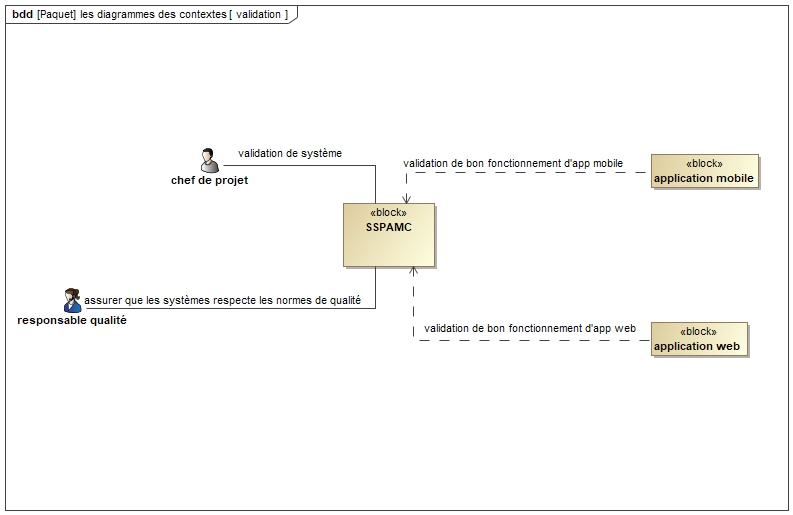 bdd [Paquet] les diagrammes des contextes [ validation ]
validation de système
chef de projet
validation de bon fonctionnement d'app mobile
«block»
application mobile
«block»
SSPAMC
assurer que les systèmes respecte les normes de qualité
responsable qualité
validation de bon fonctionnement d'app web
«block»
application web